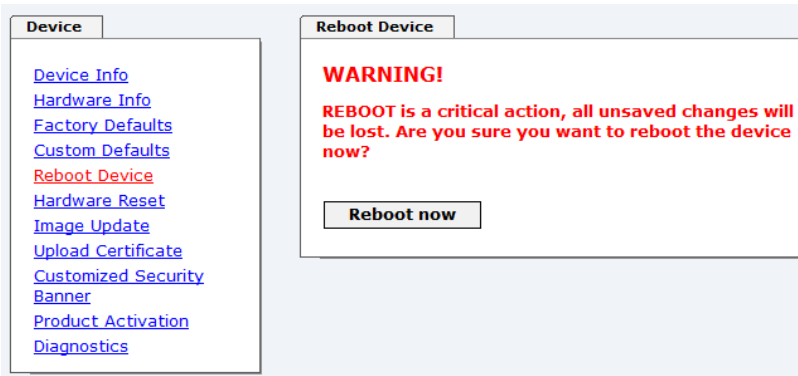 Device
Device Info
Hardware Info
Factory Defaults
Custom Defaults
Reboot Device
Hardware Reset
Image Update
Upload Certificate
Customized Security
Banner
Product Activation
Diagnostics
Reboot Device
WARNING!
REBOOT is a critical action, all unsaved changes will
be lost. Are you sure you want to reboot the device
now?
Reboot now